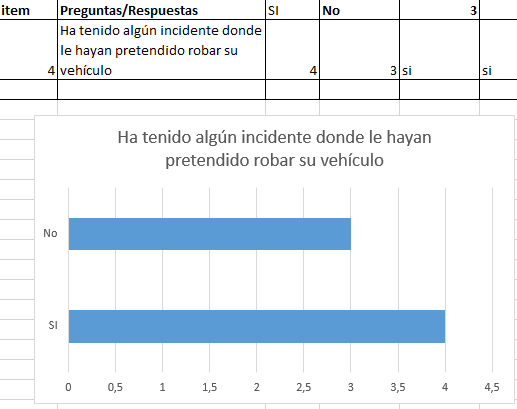 item Preguntas/Respuestas SI No 3
Ha tenido algún incidente donde
le hayan pretendido robar su
4 vehículo 4 3 si si
Ha tenido algún incidente donde le hayan
pretendido robar su vehículo
No
SI
0 0,5 1 1,5 2 2,5 3 3,5 4 4,5